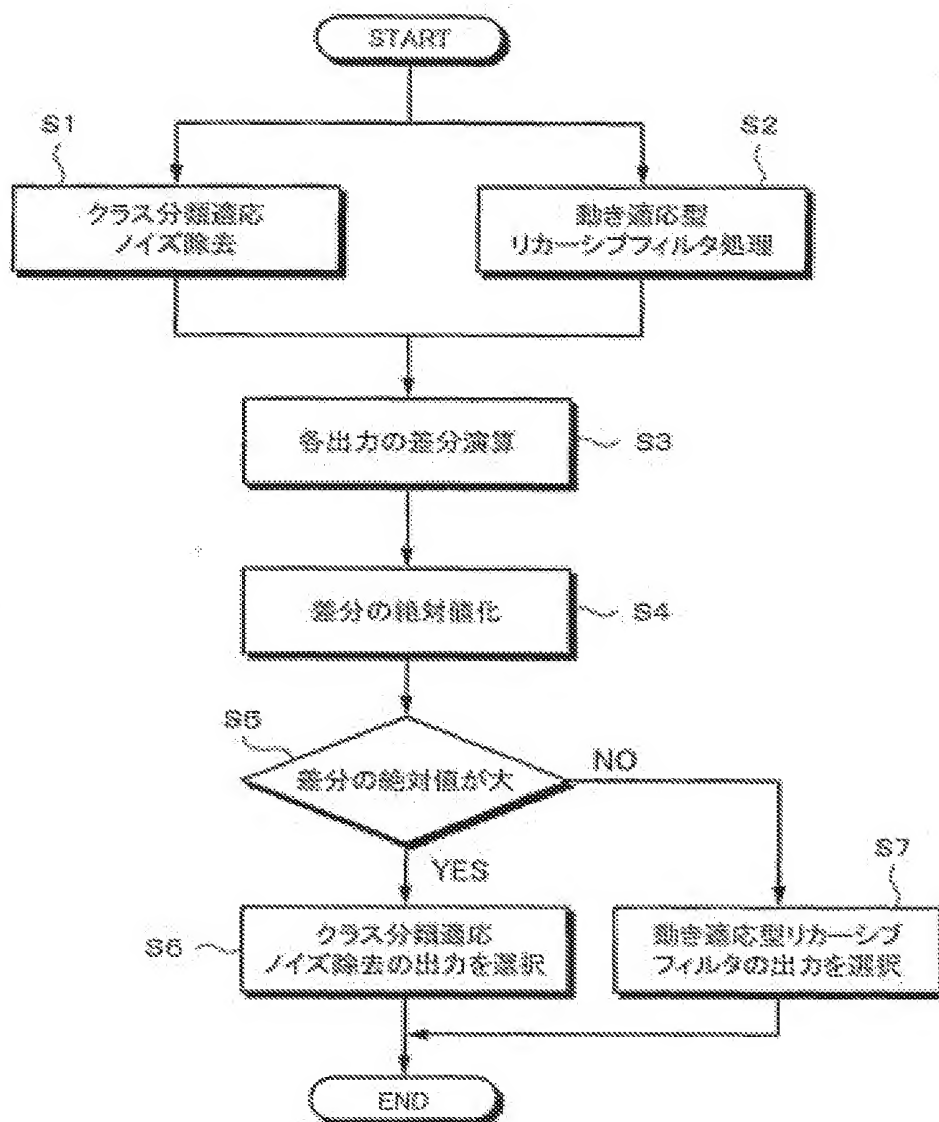 START
S1
S2
クラス分類適応
ノイズ除去
動き適応型
リカーシブフィルタ処理
各出力の差分演算
S3
差分の絶対値化
S4
S5
差分の絶対値が大
NO
YES
S7
S6
クラス分類適応
ノイズ除去の出力を選択
動き適応型リカーシブ
フィルタの出力を選択
END